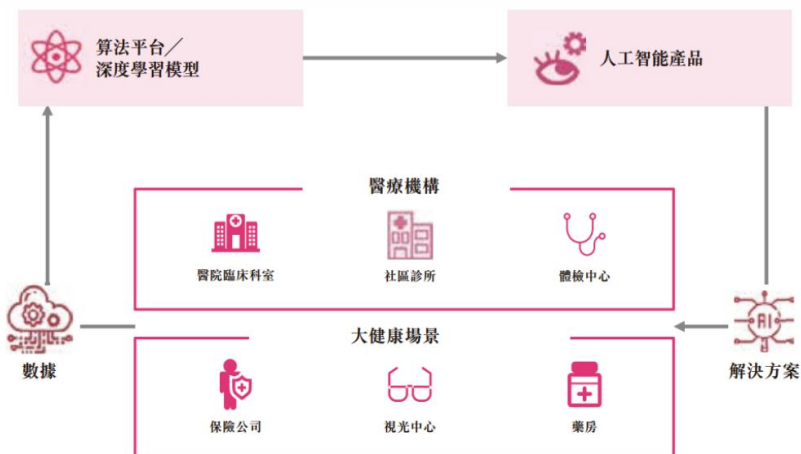 算法平台／
深度學習模型
人工智能產品
醫療機構
醫院臨床科室
社區診所
體檢中心
數據
大健康場景
AI
解決方案
保險公司
視光中心
藥房